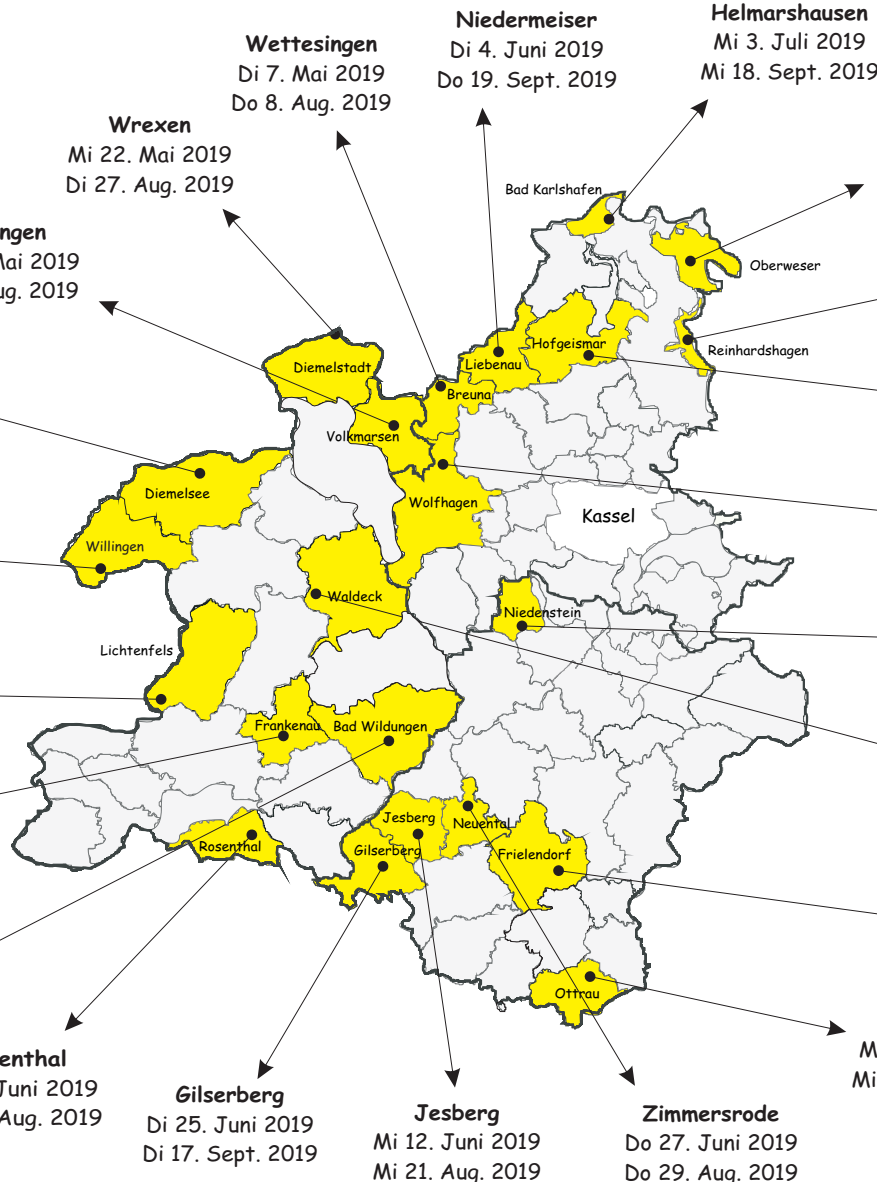 Niedermeiser
Di 4. Juni 2019
Do 19. Sept. 2019
Helmarshausen
Mi 3. Juli 2019
Mi 18. Sept. 2019
Wettesingen
Di 7. Mai 2019
Do 8. Aug. 2019
Wrexen
Mi 22. Mai 2019
Di 27. Aug. 2019
ngen
Mai 2019
ug. 2019
Bad Karlshafen
Oberweser
Reinhardshagen
Hofgeismar
Liebenau
Diemelstadt
Breuna
Volkmarsen
Diemelsee
Wolfhagen
Kassel
Willingen
Waldeck
Niedenstein
Lichtenfels
Frankenau
Bad Wildungen
Jesberg
Neuental
Rosenthal
Gilserberg
Frielendorf
Ottrau
enthal
Juni 2019
Aug. 2019
Gilserberg
Di 25. Juni 2019
Di 17. Sept. 2019
Jesberg
Mi 12. Juni 2019
Mi 21. Aug. 2019
Zimmersrode
Do 27. Juni 2019
Do 29. Aug. 2019
M
Mi